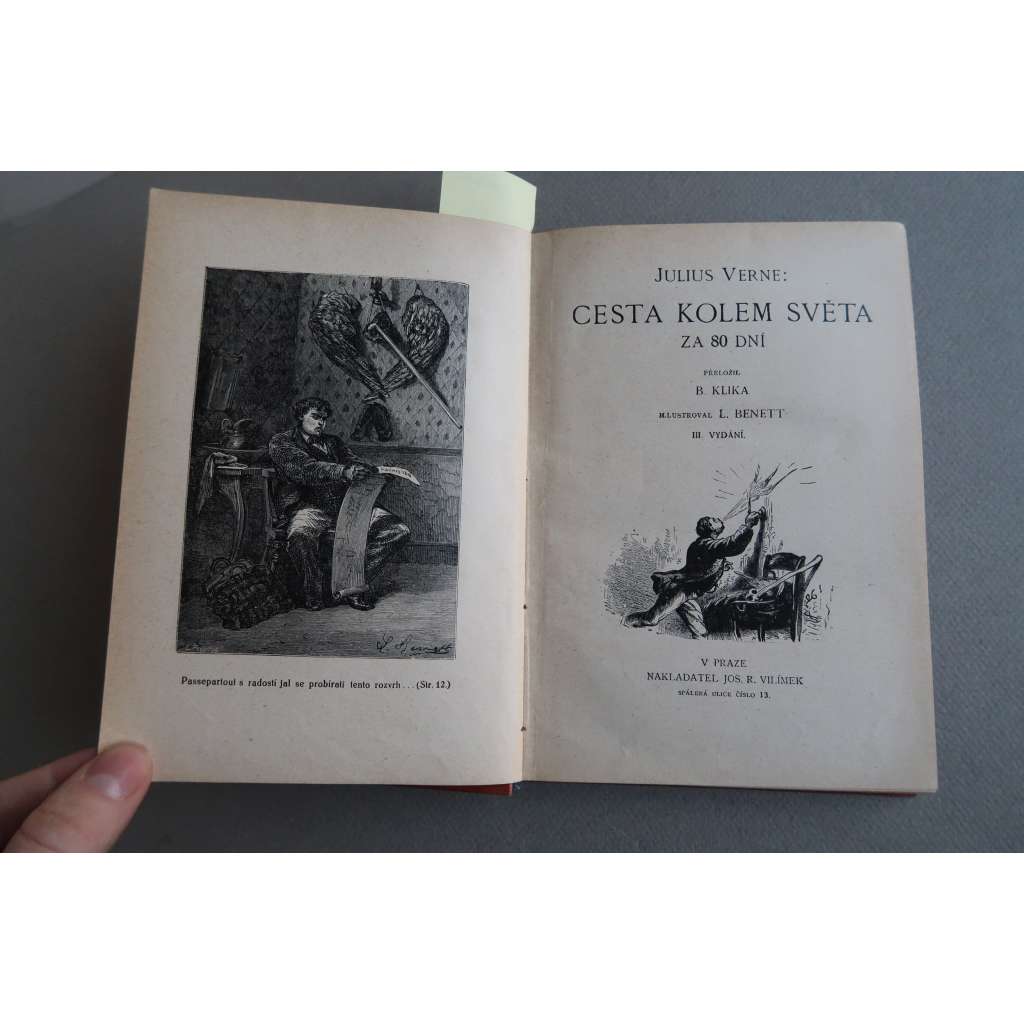 Passepartout s radostí jal se probírati tento rozvrh... (Str. 12.)
JULIUS VERNE:
CESTA KOLEM SVĚTA
ZA 80 DNÍ
PŘELOŽIL
B. KLIKA
ILLUSTROVAL L. BENETT
III. VYDÁNÍ.
V PRAZE
NAKLADATEL JOS. R. VILÍMEK
SPÁLENÁ ULICE ČÍSLO 13.